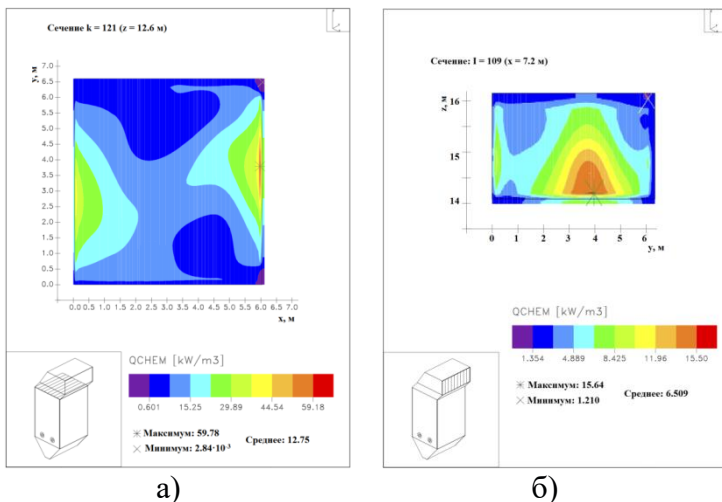 Сечение k = 121 (z = 12.6 м)
y, м
7.0
6.5
6.0
5.5
5.0
4.5
4.0
3.5
3.0
2.5
2.0
1.5
1.0
0.5
0.0
0.0 0.5 1.0 1.5 2.0 2.5 3.0 3.5 4.0 4.5 5.0 5.5 6.0 6.5 7.0
x, м
QCHEM [kW/m3]
0.601 15.25 29.89 44.54 59.18
Максимум: 59.78
Минимум: 2.84·10⁻³
Среднее: 12.75
а)
Сечение: I = 109 (x = 7.2 м)
z, м
16
15
14
0 1 2 3 4 5 6
y, м
QCHEM [kW/m3]
1.354 4.889 8.425 11.96 15.50
Максимум: 15.64
Минимум: 1.210
Среднее: 6.509
б)